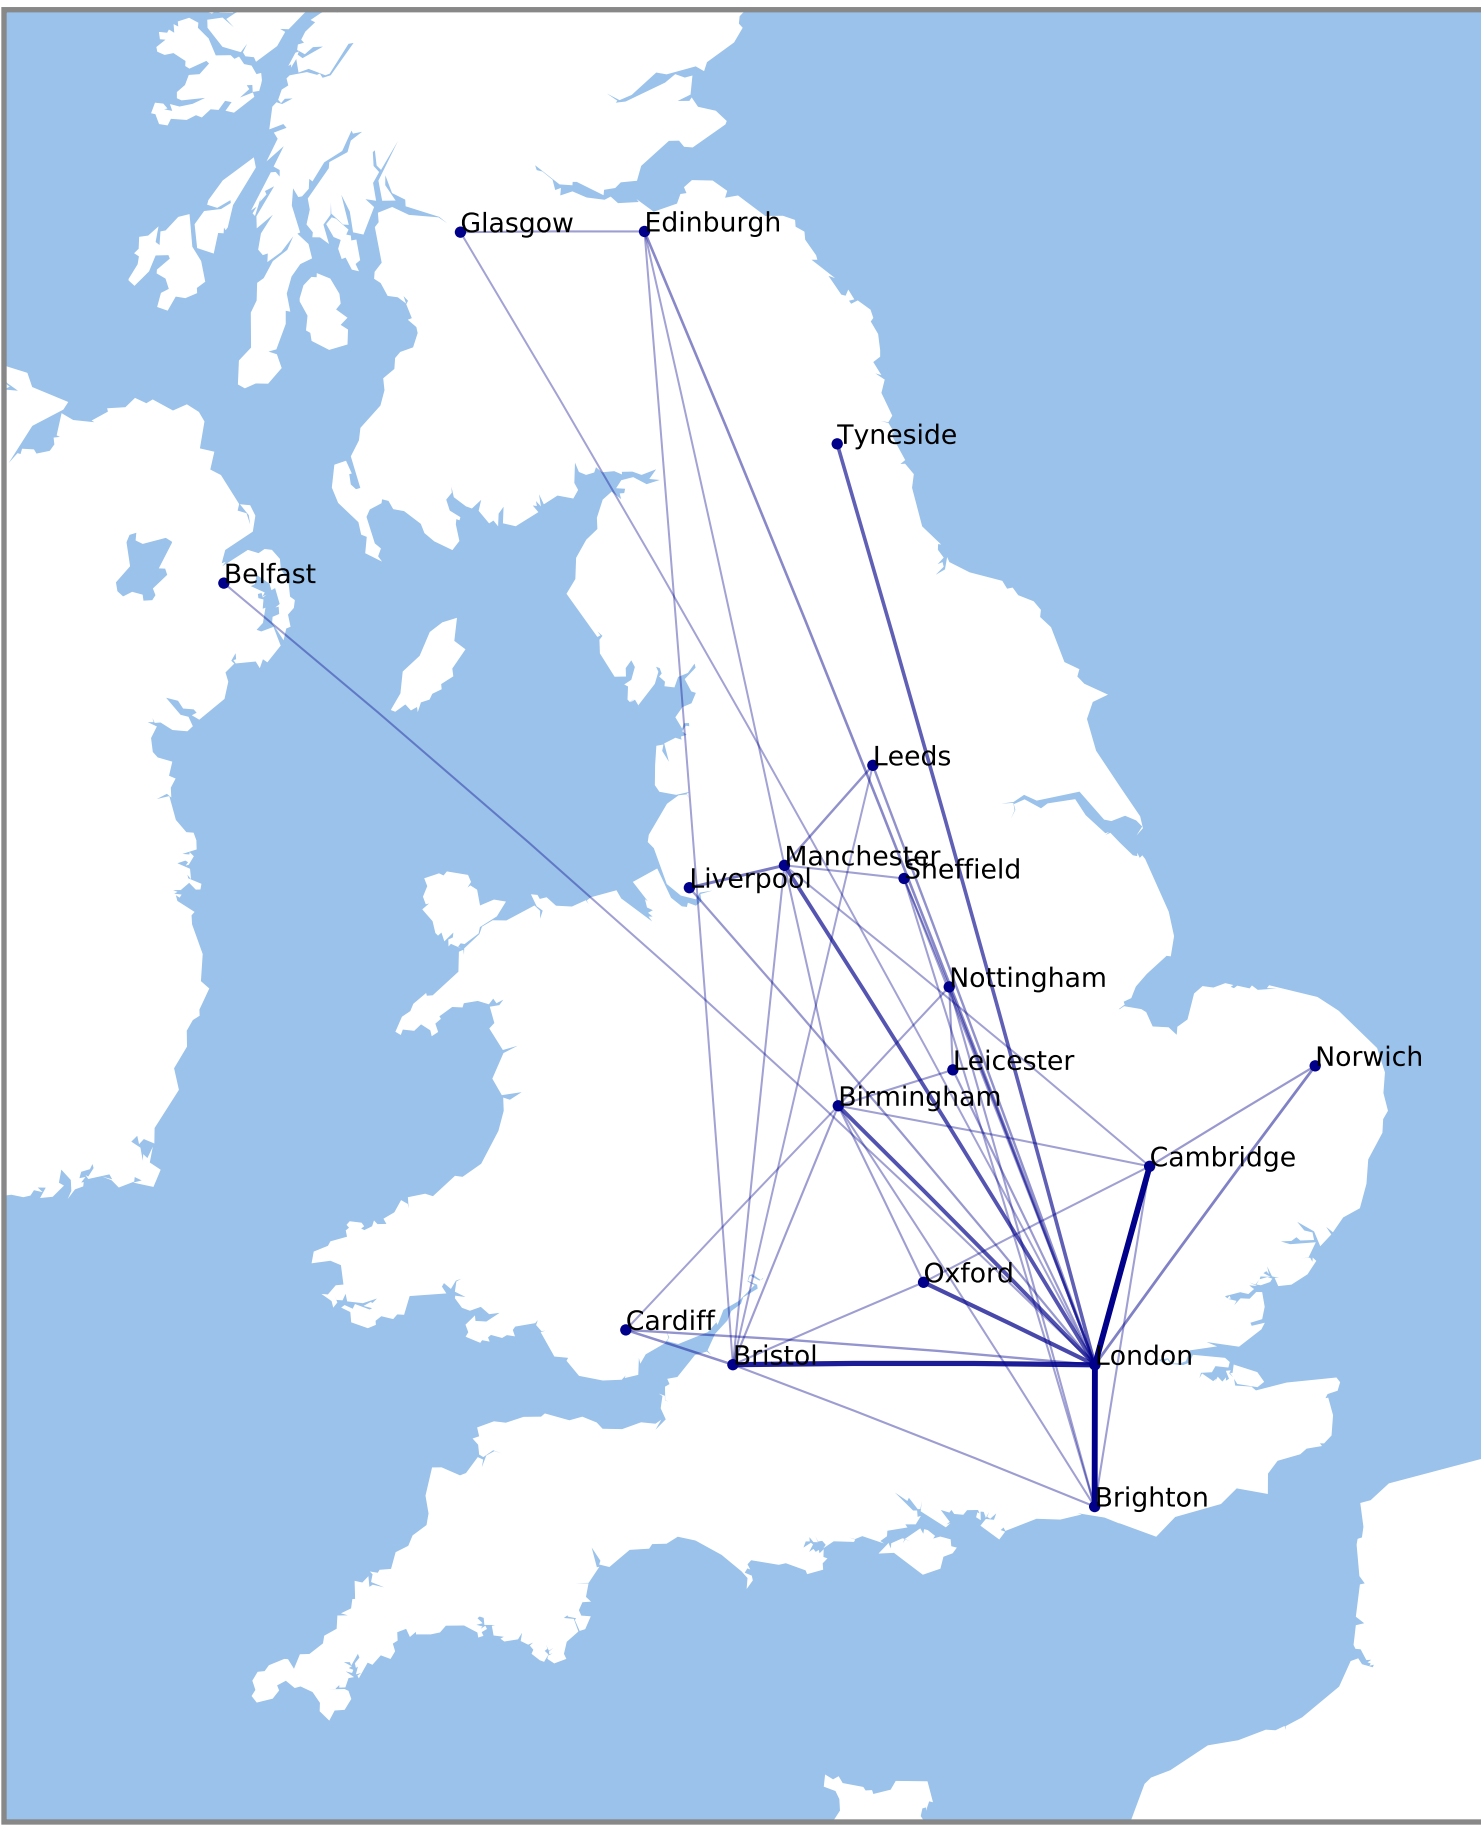 Glasgow
Edinburgh
Tyneside
Belfast
Leeds
Manchester
Sheffield
Liverpool
Nottingham
Leicester
Norwich
Birmingham
Cambridge
Oxford
Cardiff
Bristol
London
Brighton